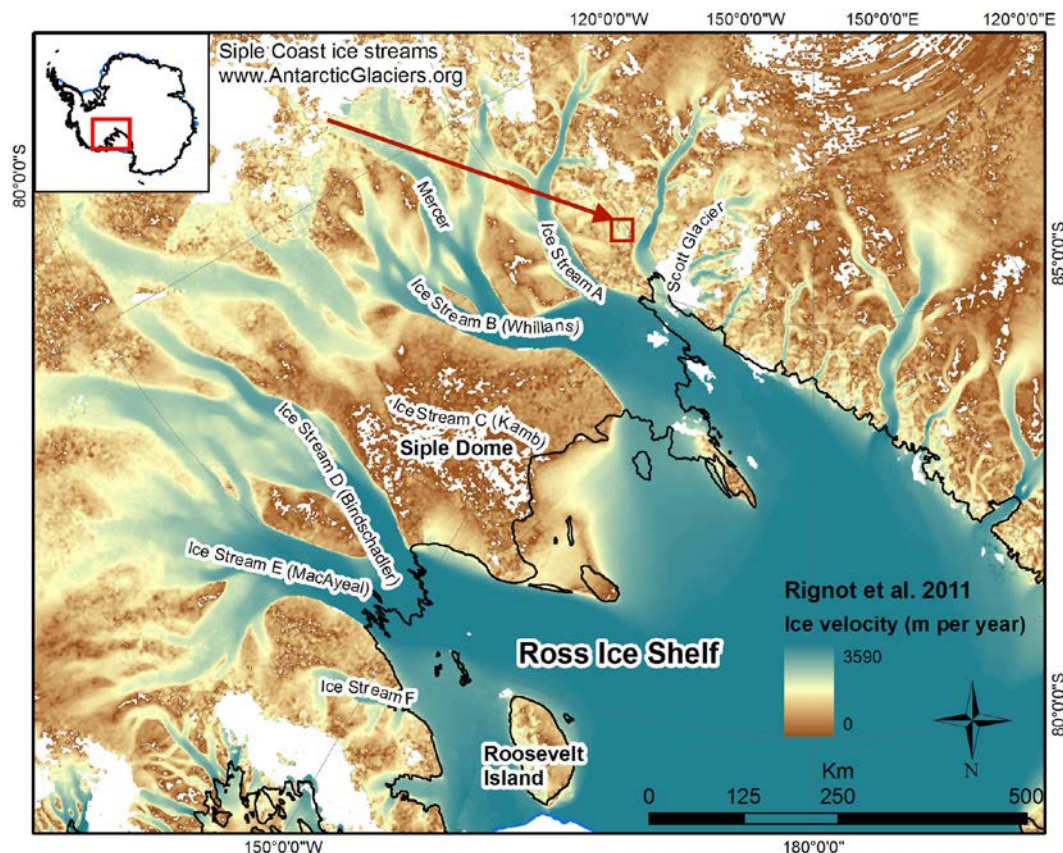 120°0'0"W
150°0'0"W
150°0'0"E
120°0'0"E
Siple Coast ice streams
www.AntarcticGlaciers.org
80°0'0"S
85°0'0"S
Mercer
Ice Stream A
Scott Glacier
Ice Stream B (Whillans)
Ice Stream C (Kamb)
Siple Dome
Ice Stream D (Bindschadler)
Ice Stream E (MacAyeal)
Ice Stream F
Ross Ice Shelf
Roosevelt
Island
Rignot et al. 2011
Ice velocity (m per year)
3590
0
N
80°0'0"S
Km
0
125
250
500
150°0'0"W
180°0'0"